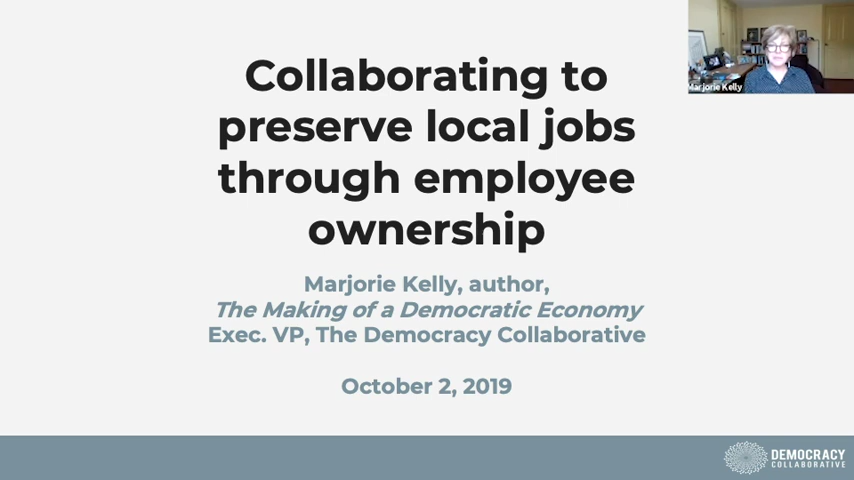 Collaborating to
preserve local jobs
through employee
ownership
Marjorie Kelly, author,
The Making of a Democratic Economy
Exec. VP, The Democracy Collaborative
October 2, 2019
Marjorie Kelly
DEMOCRACY
COLLABORATIVE